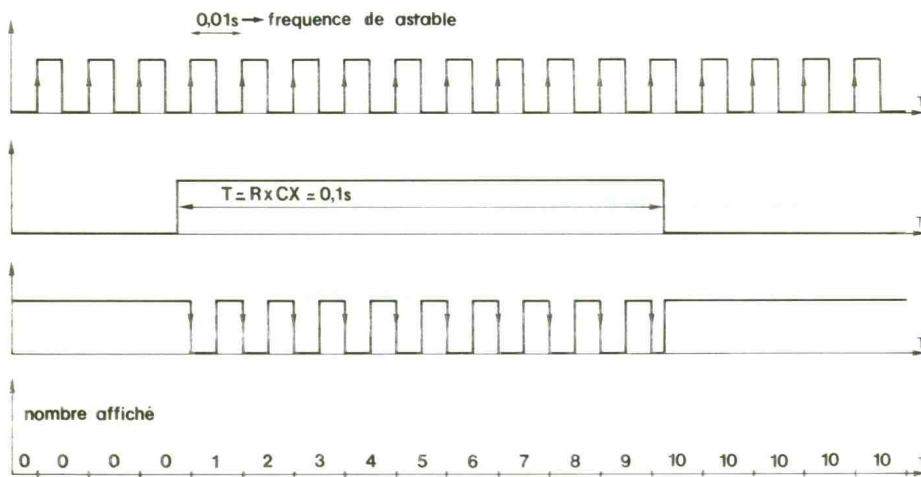 0,01s → fréquence de astable
T
T = R x CX = 0,1s
T
T
nombre affiché
0 0 0 0 1 2 3 4 5 6 7 8 9 10 10 10 10 10 T